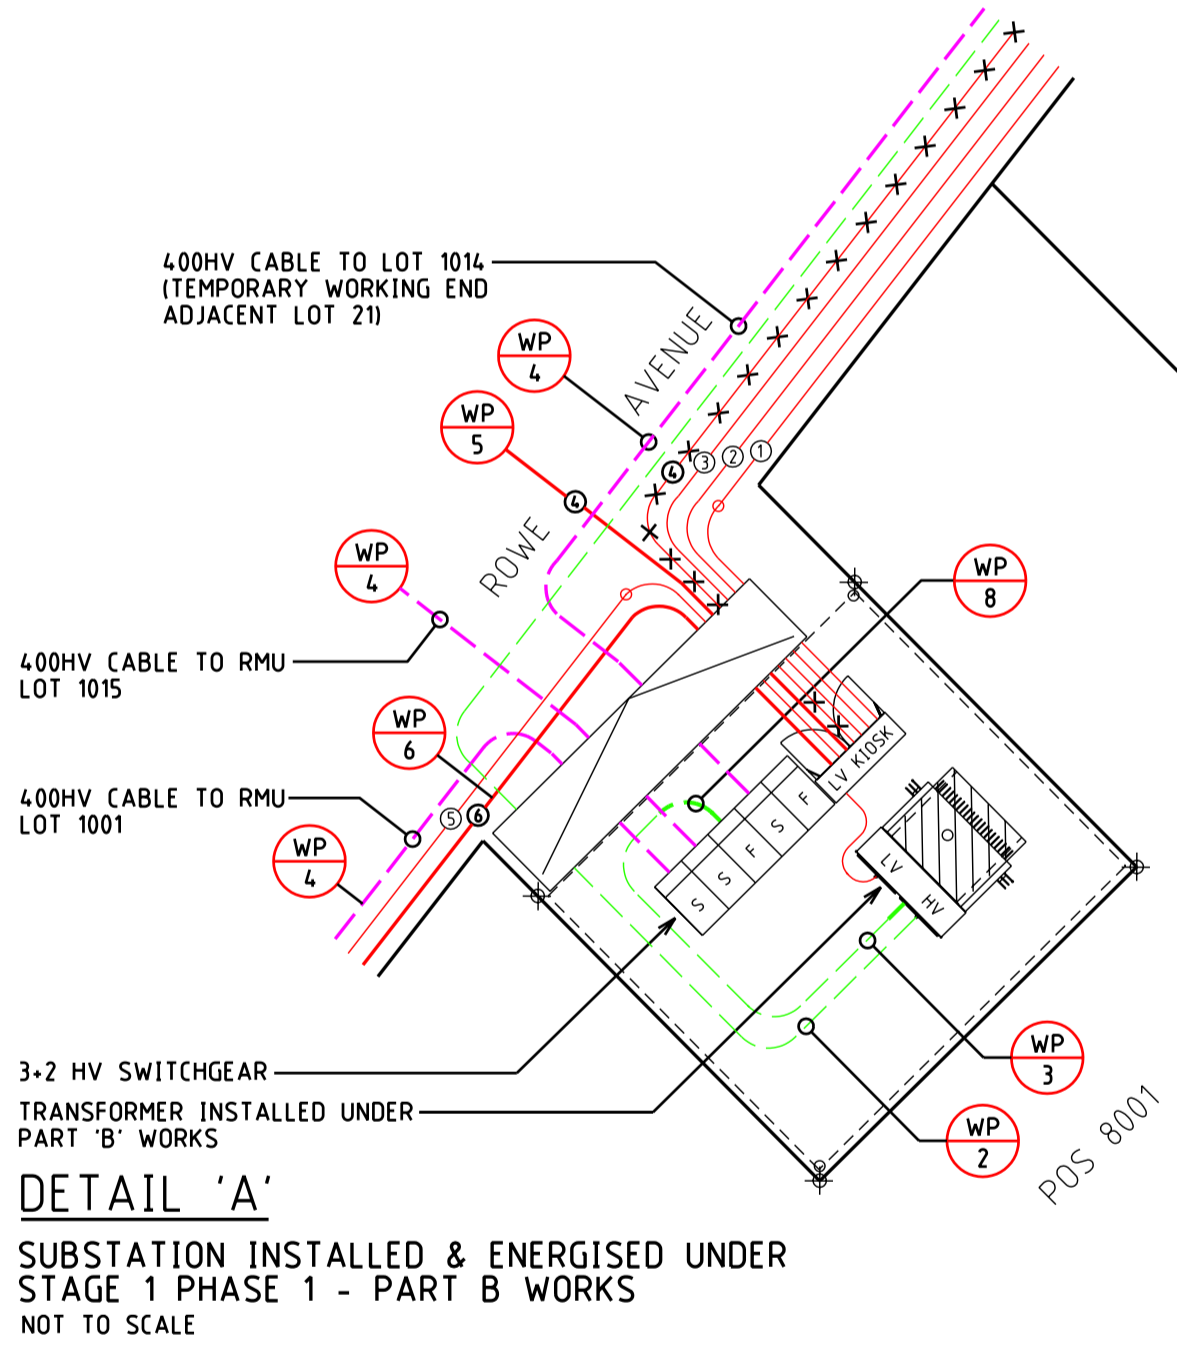 400HV CABLE TO LOT 1014
(TEMPORARY WORKING END
ADJACENT LOT 21)
WP
4
AVENUE
WP
5
4
3
2
1
4
ROWE
WP
4
WP
8
400HV CABLE TO RMU
LOT 1015
WP
6
LV KIOSK
400HV CABLE TO RMU
LOT 1001
5
6
F
S
F
S
S
LV
HV
WP
4
3+2 HV SWITCHGEAR
WP
3
TRANSFORMER INSTALLED UNDER
PART 'B' WORKS
WP
2
POS 8001
DETAIL 'A'
SUBSTATION INSTALLED & ENERGISED UNDER
STAGE 1 PHASE 1 - PART B WORKS
NOT TO SCALE